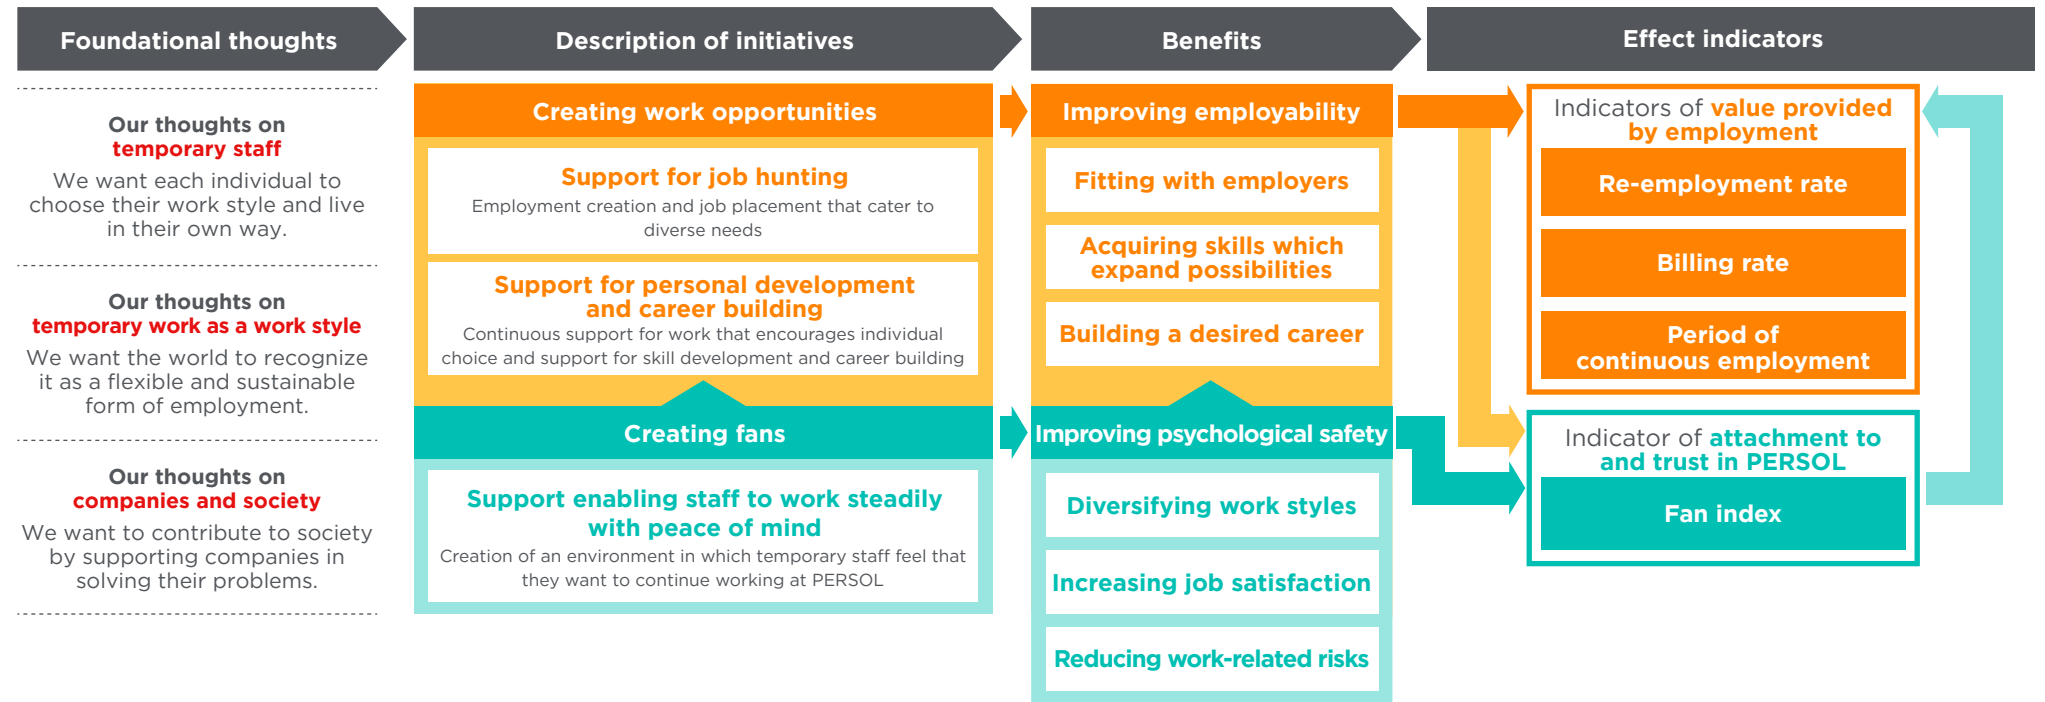 Foundational thoughts
Description of initiatives
Benefits
Effect indicators
Our thoughts on
temporary staff
We want each individual to
choose their work style and live
in their own way.
Our thoughts on
temporary work as a work style
We want the world to recognize
it as a flexible and sustainable
form of employment.
Our thoughts on
companies and society
We want to contribute to society
by supporting companies in
solving their problems.
Creating work opportunities
Support for job hunting
Employment creation and job placement that cater to
diverse needs
Support for personal development
and career building
Continuous support for work that encourages individual
choice and support for skill development and career building
Creating fans
Support enabling staff to work steadily
with peace of mind
Creation of an environment in which temporary staff feel that
they want to continue working at PERSOL
Improving employability
Fitting with employers
Acquiring skills which
expand possibilities
Building a desired career
Improving psychological safety
Diversifying work styles
Increasing job satisfaction
Reducing work-related risks
Indicators of value provided
by employment
Re-employment rate
Billing rate
Period of
continuous employment
Indicator of attachment to
and trust in PERSOL
Fan index